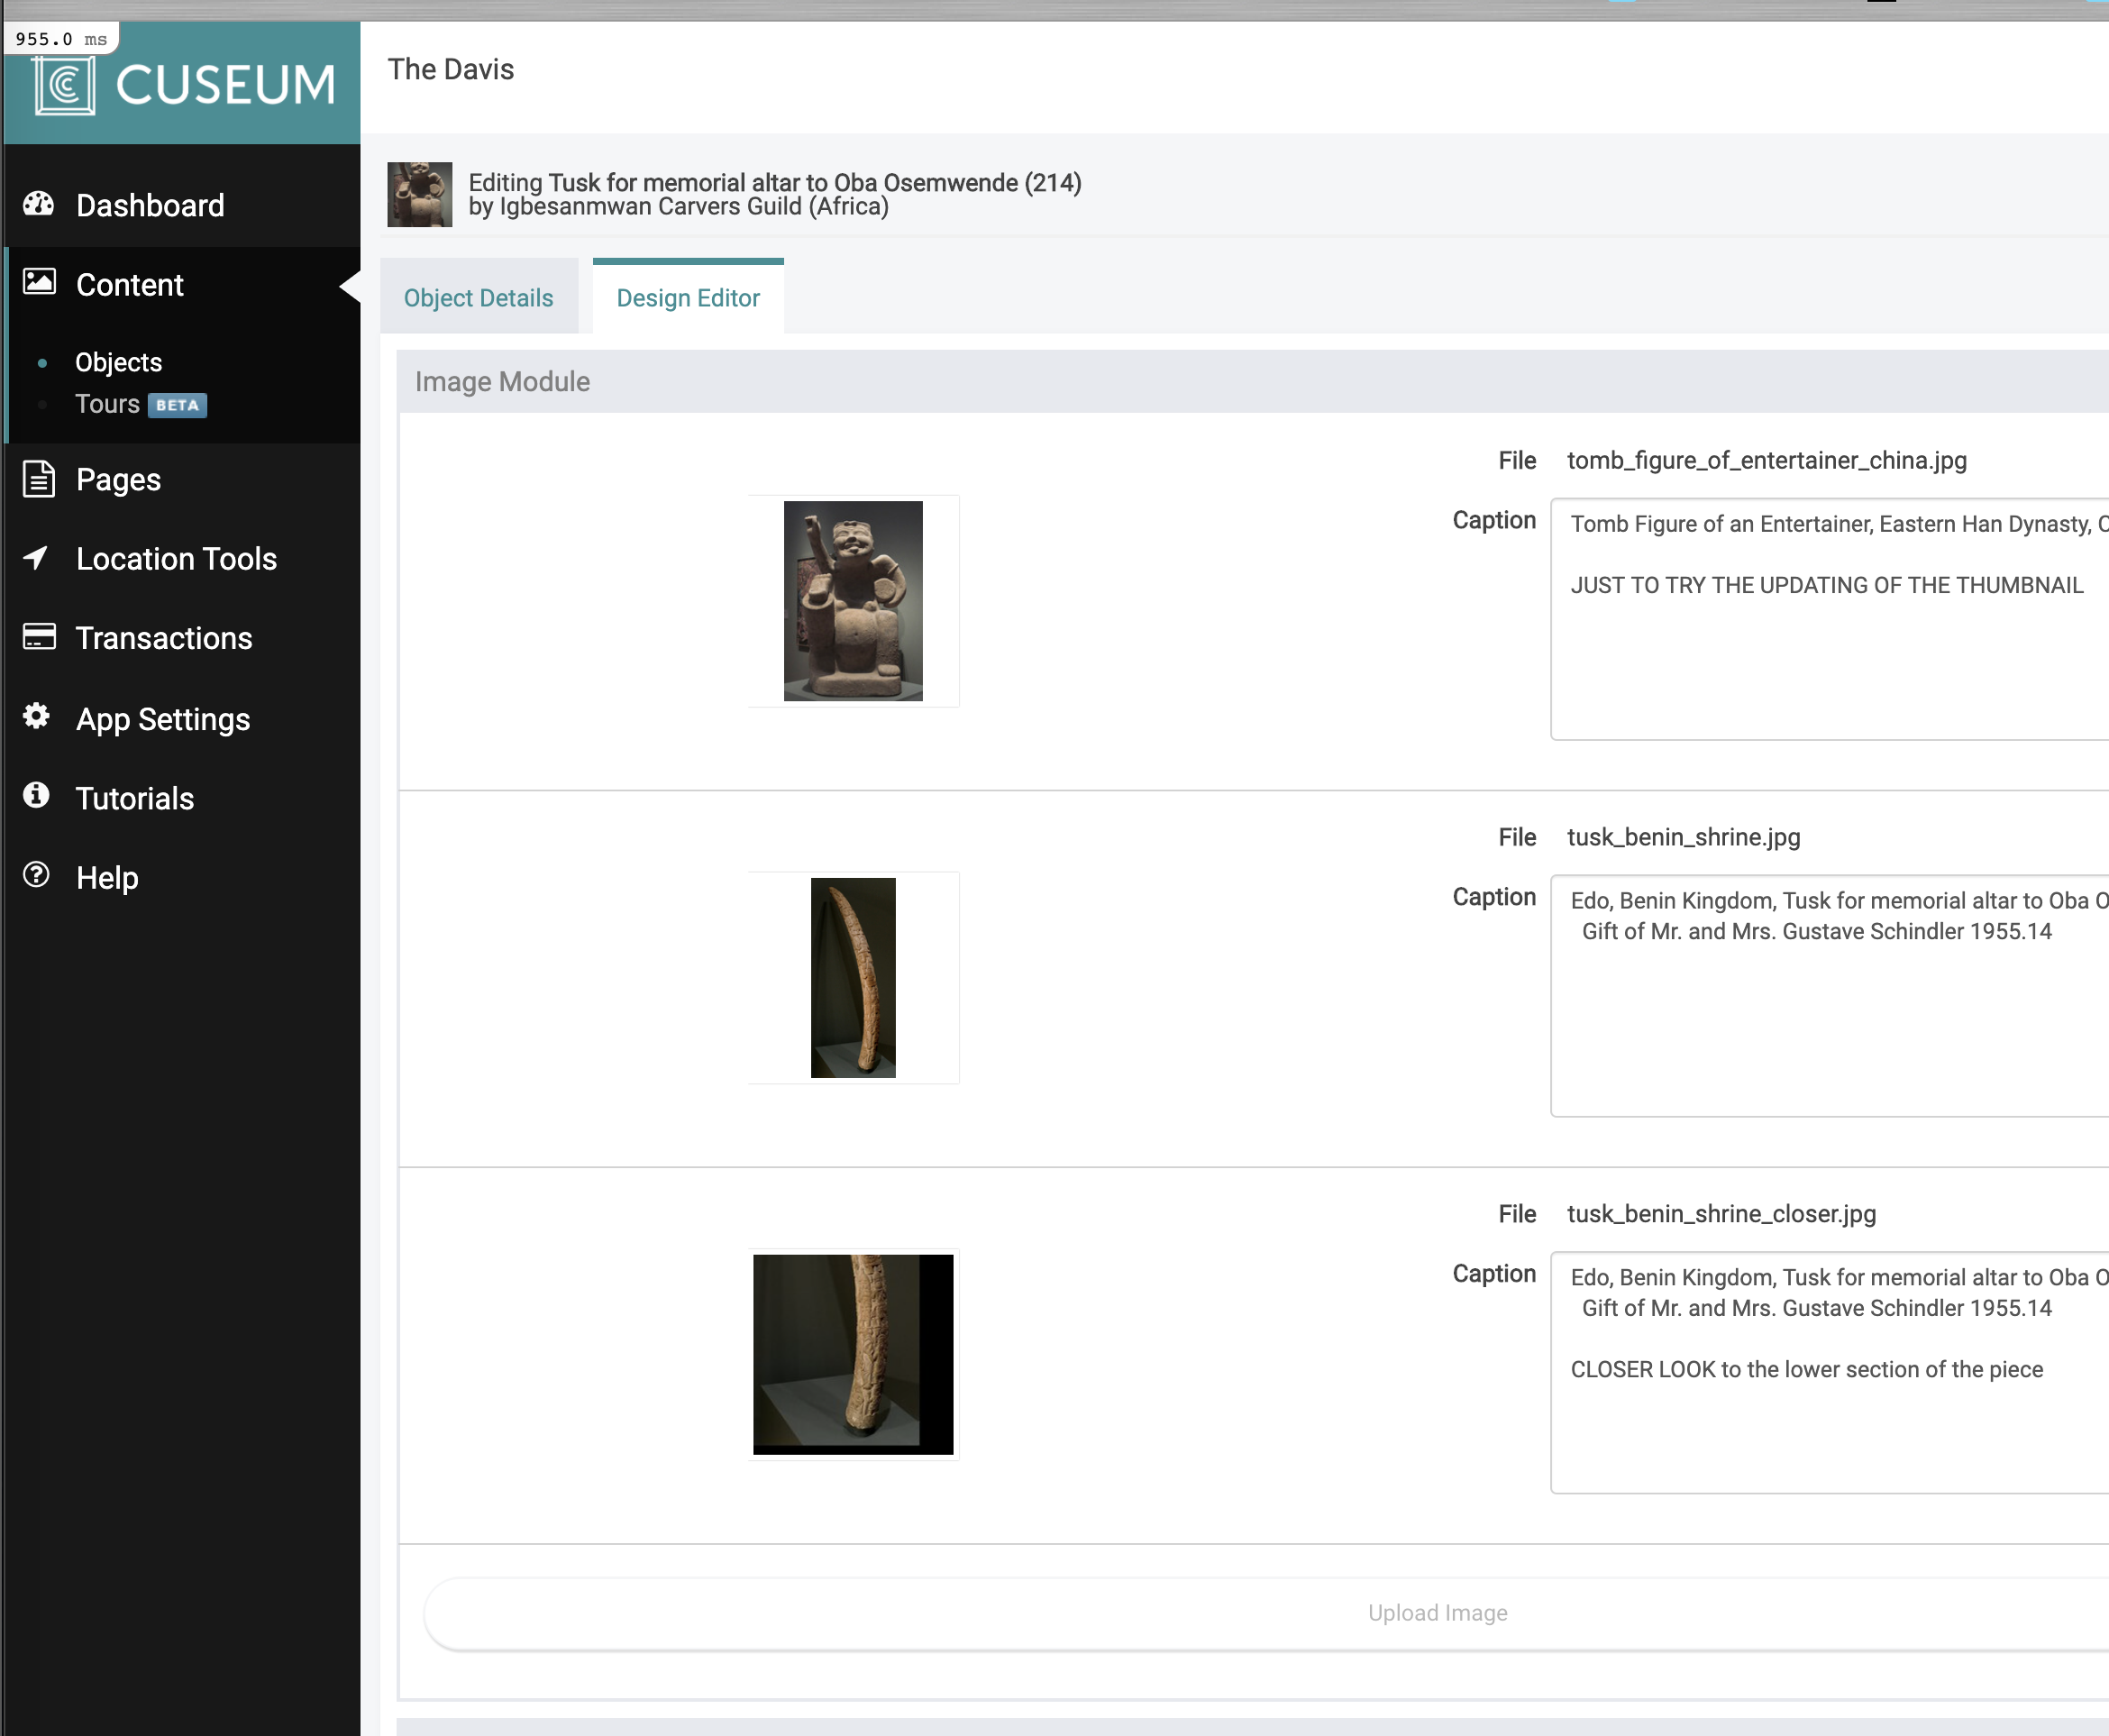 955.0 ms
CUSEUM
The Davis
Dashboard
Content
Objects
Tours BETA
Pages
Location Tools
Transactions
App Settings
Tutorials
Help
Editing Tusk for memorial altar to Oba Osemwende (214)
by Igbesanmwan Carvers Guild (Africa)
Object Details
Design Editor
Image Module
File tomb_figure_of_entertainer_china.jpg
Caption
Tomb Figure of an Entertainer, Eastern Han Dynasty, C
JUST TO TRY THE UPDATING OF THE THUMBNAIL
File tusk_benin_shrine.jpg
Caption
Edo, Benin Kingdom, Tusk for memorial altar to Oba O
Gift of Mr. and Mrs. Gustave Schindler 1955.14
File tusk_benin_shrine_closer.jpg
Caption
Edo, Benin Kingdom, Tusk for memorial altar to Oba O
Gift of Mr. and Mrs. Gustave Schindler 1955.14
CLOSER LOOK to the lower section of the piece
Upload Image